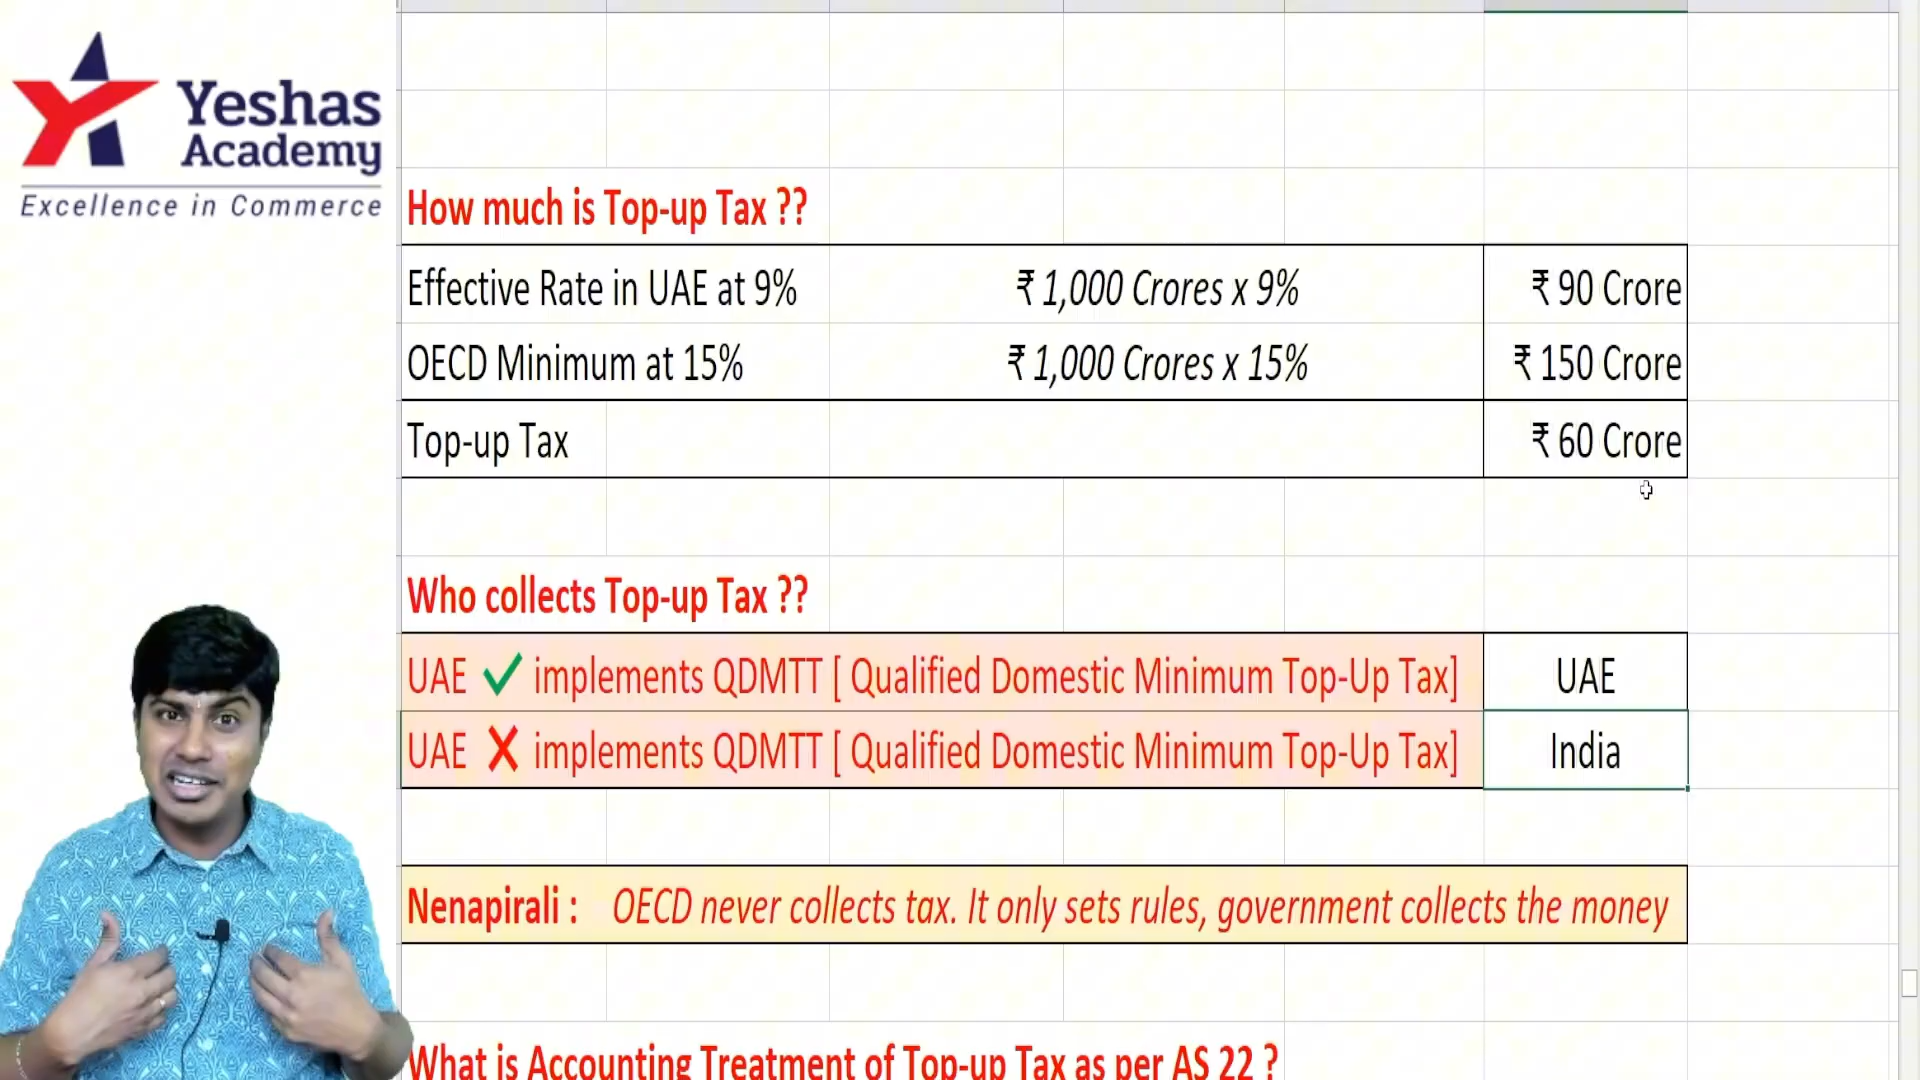 Yeshas
Academy
Excellence in Commerce
How much is Top-up Tax ??
Effective Rate in UAE at 9% ₹ 1,000 Crores x 9% ₹ 90 Crore
OECD Minimum at 15% ₹ 1,000 Crores x 15% ₹ 150 Crore
Top-up Tax ₹ 60 Crore
Who collects Top-up Tax ??
UAE ✓ implements QDMTT [ Qualified Domestic Minimum Top-Up Tax] UAE
UAE X implements QDMTT [ Qualified Domestic Minimum Top-Up Tax] India
Nenapirali : OECD never collects tax. It only sets rules, government collects the money
What is Accounting Treatment of Top-up Tax as per AS 22 ?